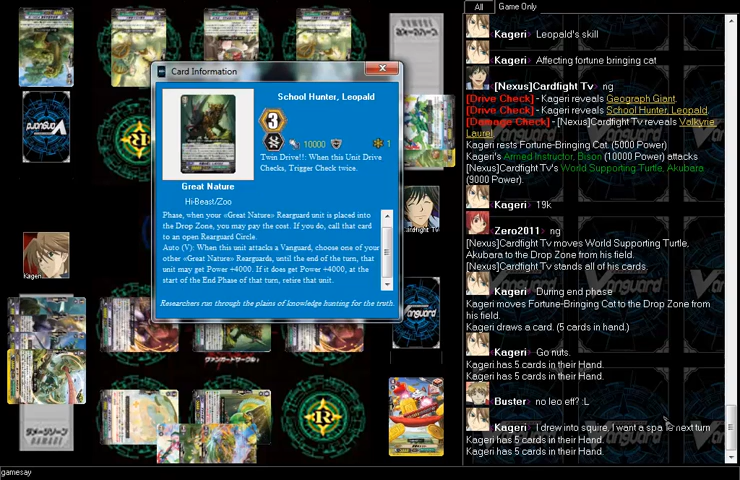 All
Game Only
Card Information
School Hunter, Leopald
3
10000
1
Twin Drive!!: When this Unit Drive
Checks, Trigger Check twice.
Great Nature
Hi-Beast/Zoo
Phase, when your «Great Nature» Rearguard unit is placed into
the Drop Zone, you may pay the cost. If you do, call that card
to an open Rearguard Circle.
Auto (V): When this unit attacks a Vanguard, choose one of your
other «Great Nature» Rearguards, until the end of the turn, that
unit may get Power +4000. If it does get Power +4000, at the
start of the End Phase of that turn, retire that unit.
Researchers run through the plains of knowledge hunting for the truth.
Kageri
Cardfight Tv
Kageri> Leopald's skill
Kageri> Affecting fortune bringing cat
[Nexus]Cardfight Tv> ng
[Drive Check] - Kageri reveals Geograph Giant.
[Drive Check] - Kageri reveals School Hunter, Leopald.
[Damage Check] - [Nexus]Cardfight Tv reveals Valkyrie,
Laurel.
Kageri rests Fortune-Bringing Cat. (5000 Power)
Kageri's Armed Instructor, Bison (10000 Power) attacks
[Nexus]Cardfight Tv's World Supporting Turtle, Akubara
(9000 Power).
Kageri> 19k
Zero2011> ng
[Nexus]Cardfight Tv moves World Supporting Turtle,
Akubara to the Drop Zone from his field.
[Nexus]Cardfight Tv stands all of his cards.
Kageri> During end phase
Kageri moves Fortune-Bringing Cat to the Drop Zone from
his field.
Kageri draws a card. (5 cards in hand.)
Kageri> Go nuts.
Kageri has 5 cards in their Hand.
Kageri has 5 cards in their Hand.
Buster> no leo eff? :L
Kageri> I drew into squire, I want a spa next turn
Kageri has 5 cards in their Hand.
Kageri has 5 cards in their Hand.
Vanguard
gamesay